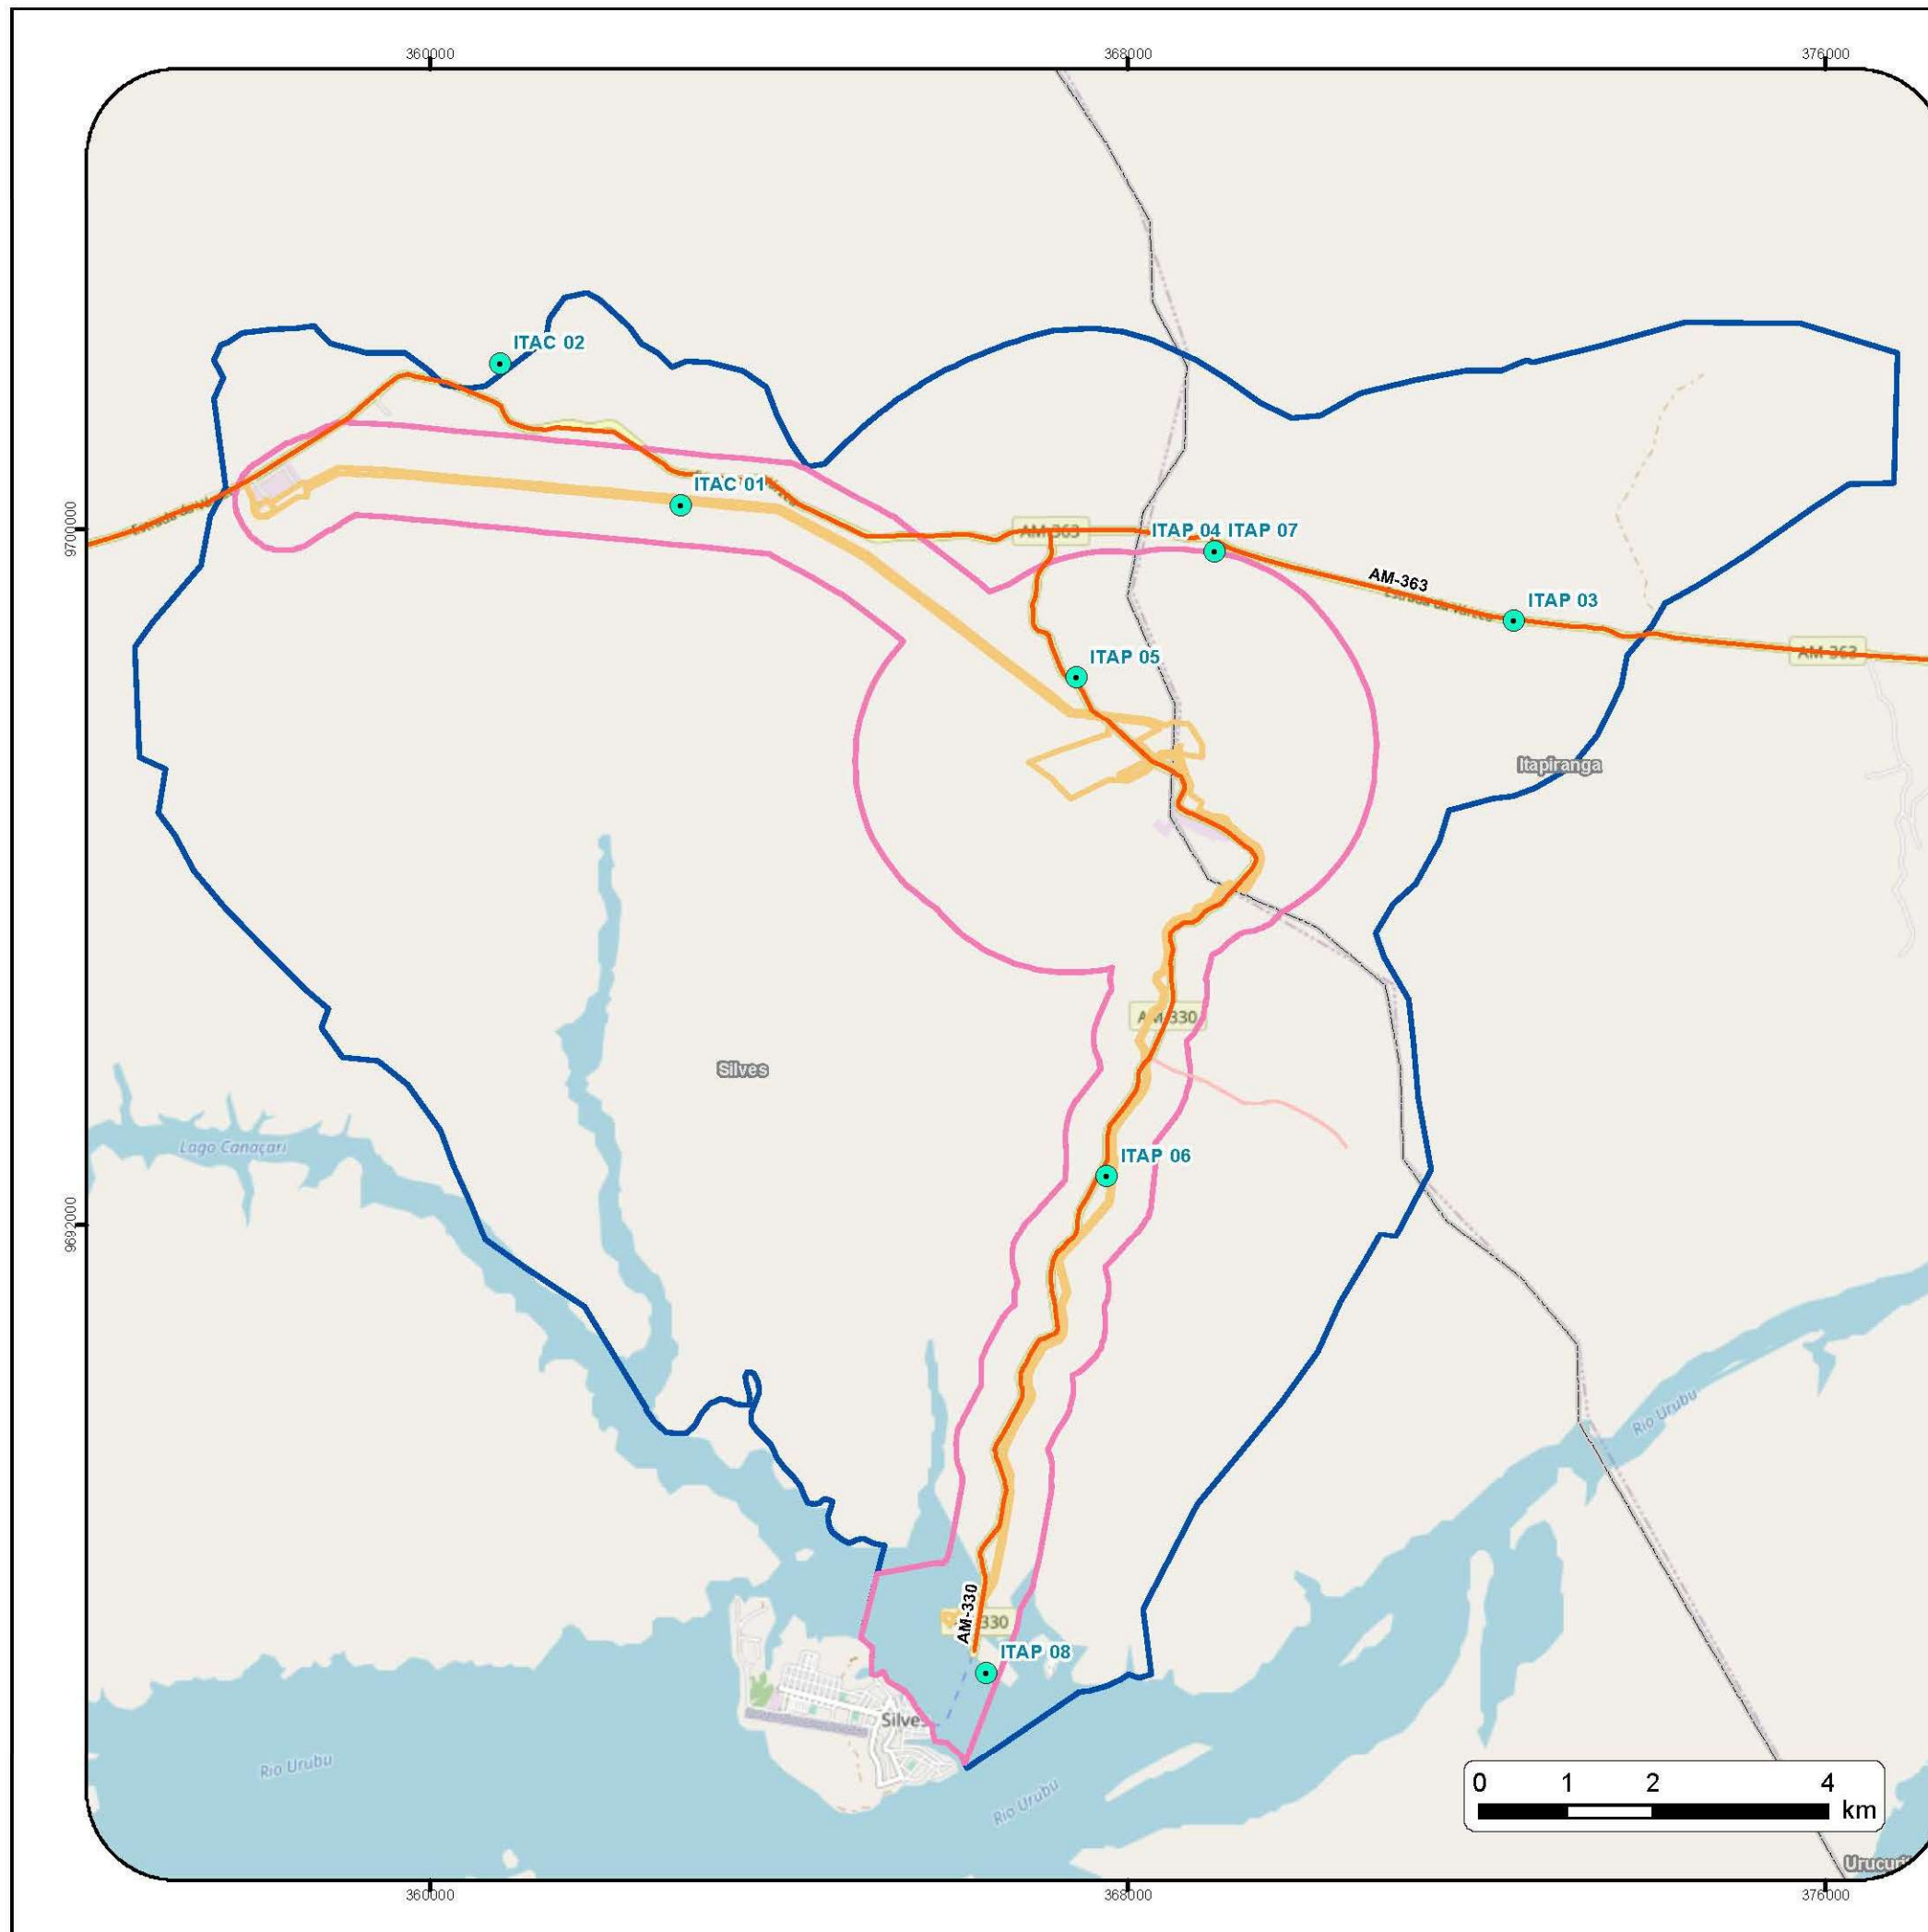 360000
368000
376000
ITAC 02
ITAC 01
9700000
AM-363
ITAP 04 ITAP 07
AM-363
ITAP 03
ITAP 05
AM-363
Itapiranga
AM-330
Silves
Lago Canaçari
ITAP 06
9692000
Rio Urubu
AM-330
330
ITAP 08
Rio Urubu
Rio Urubu
0 1 2 4
km
360000
368000
376000